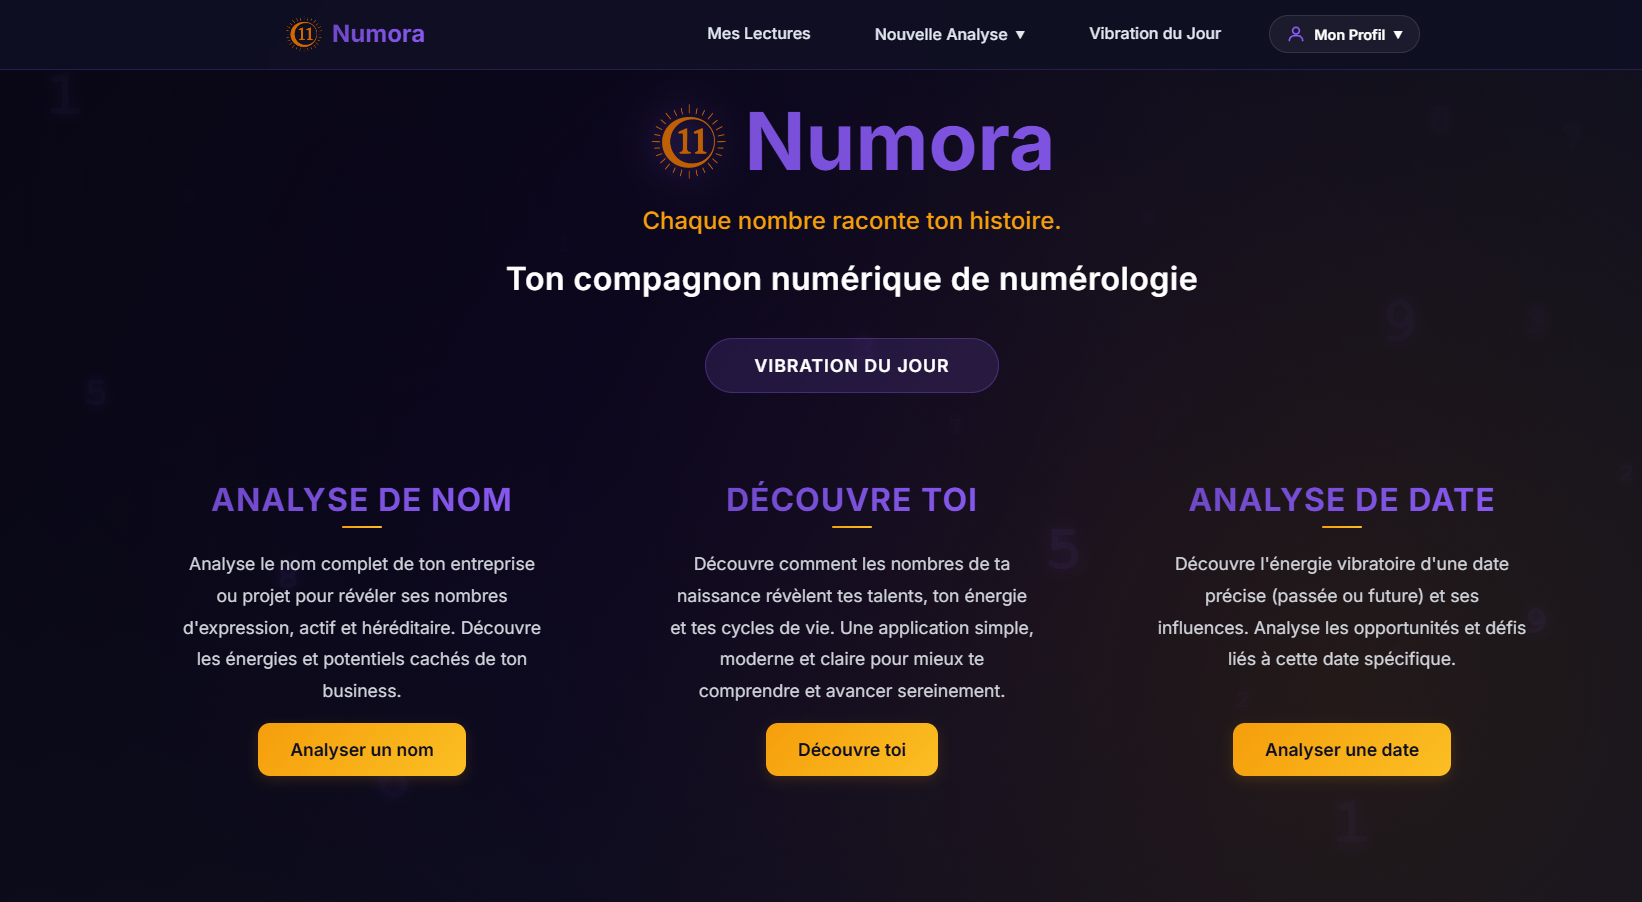 11 Numora
Mes Lectures
Nouvelle Analyse ▼
Vibration du Jour
Mon Profil ▼
11 Numora
Chaque nombre raconte ton histoire.
Ton compagnon numérique de numérologie
VIBRATION DU JOUR
ANALYSE DE NOM
Analyse le nom complet de ton entreprise
ou projet pour révéler ses nombres
d'expression, actif et héréditaire. Découvre
les énergies et potentiels cachés de ton
business.
Analyser un nom
DÉCOUVRE TOI
Découvre comment les nombres de ta
naissance révèlent tes talents, ton énergie
et tes cycles de vie. Une application simple,
moderne et claire pour mieux te
comprendre et avancer sereinement.
Découvre toi
ANALYSE DE DATE
Découvre l'énergie vibratoire d'une date
précise (passée ou future) et ses
influences. Analyse les opportunités et défis
liés à cette date spécifique.
Analyser une date
1
5
9
5
9
1